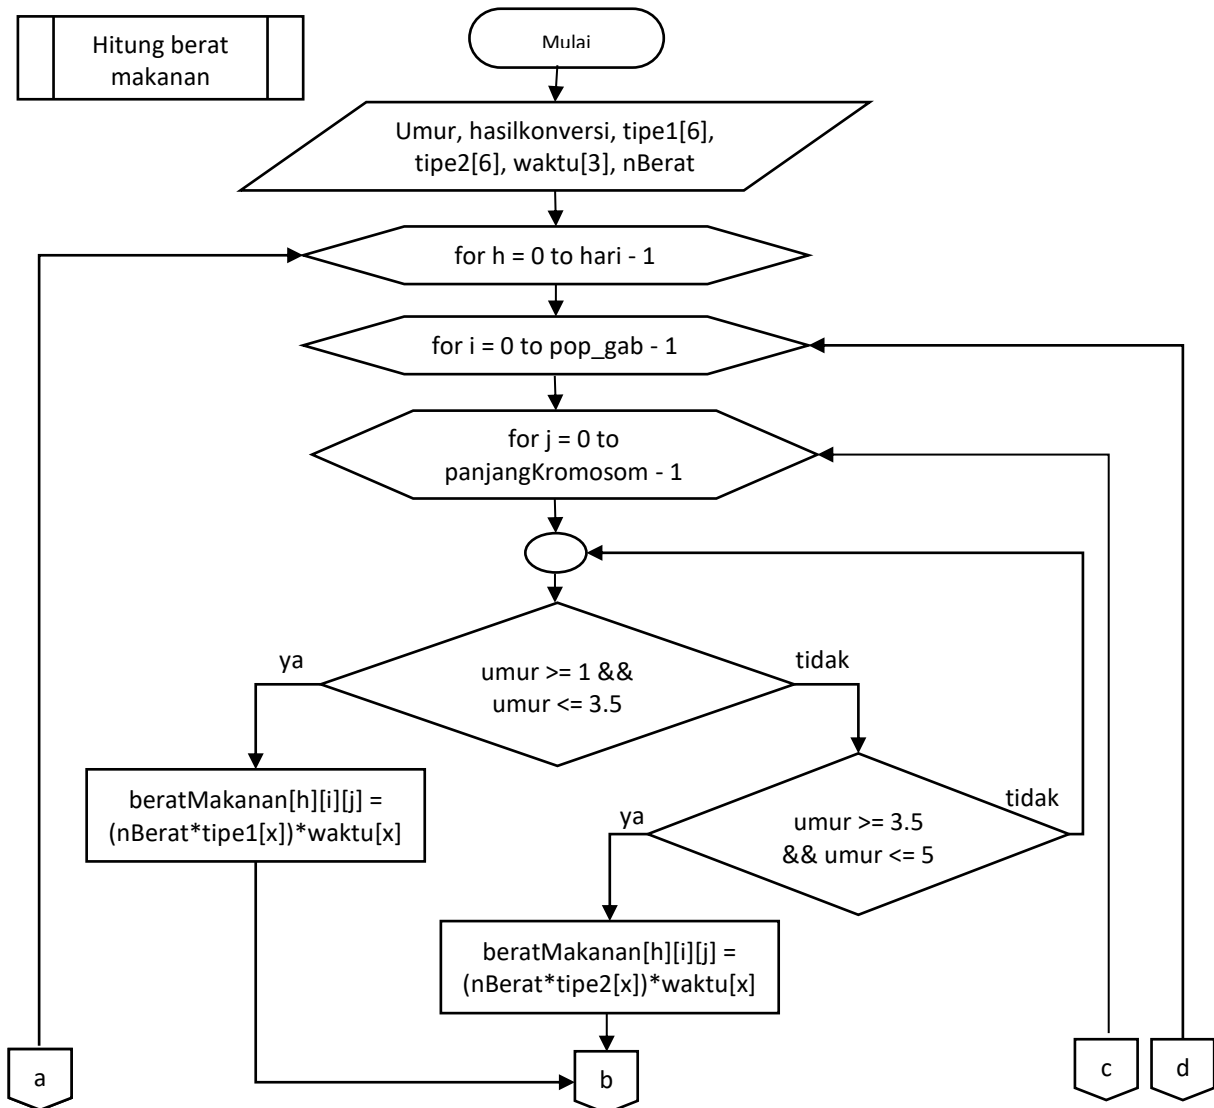 Hitung berat
makanan
Mulai
Umur, hasilkonversi, tipe1[6],
tipe2[6], waktu[3], nBerat
for h = 0 to hari - 1
for i = 0 to pop_gab - 1
for j = 0 to
panjangKromosom - 1
umur >= 1 &&
umur <= 3.5
ya
tidak
beratMakanan[h][i][j] =
(nBerat*tipe1[x])*waktu[x]
umur >= 3.5
&& umur <= 5
ya
tidak
beratMakanan[h][i][j] =
(nBerat*tipe2[x])*waktu[x]
a
b
c
d